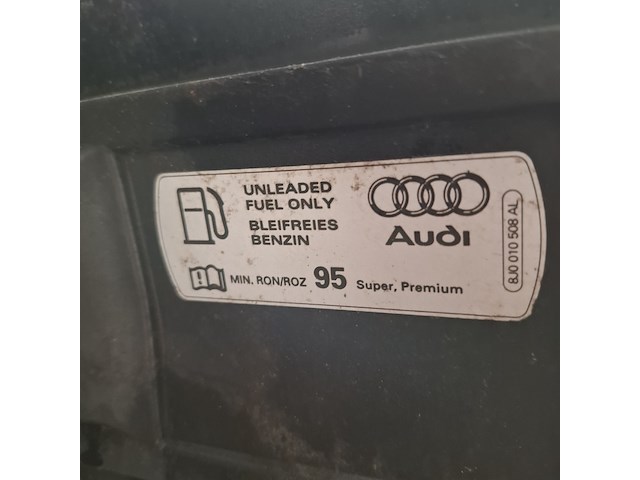 UNLEADED
FUEL ONLY
BLEIFREIES
BENZIN
Audi
MIN. RON/ROZ 95 Super, Premium
8J0 010 508 AL